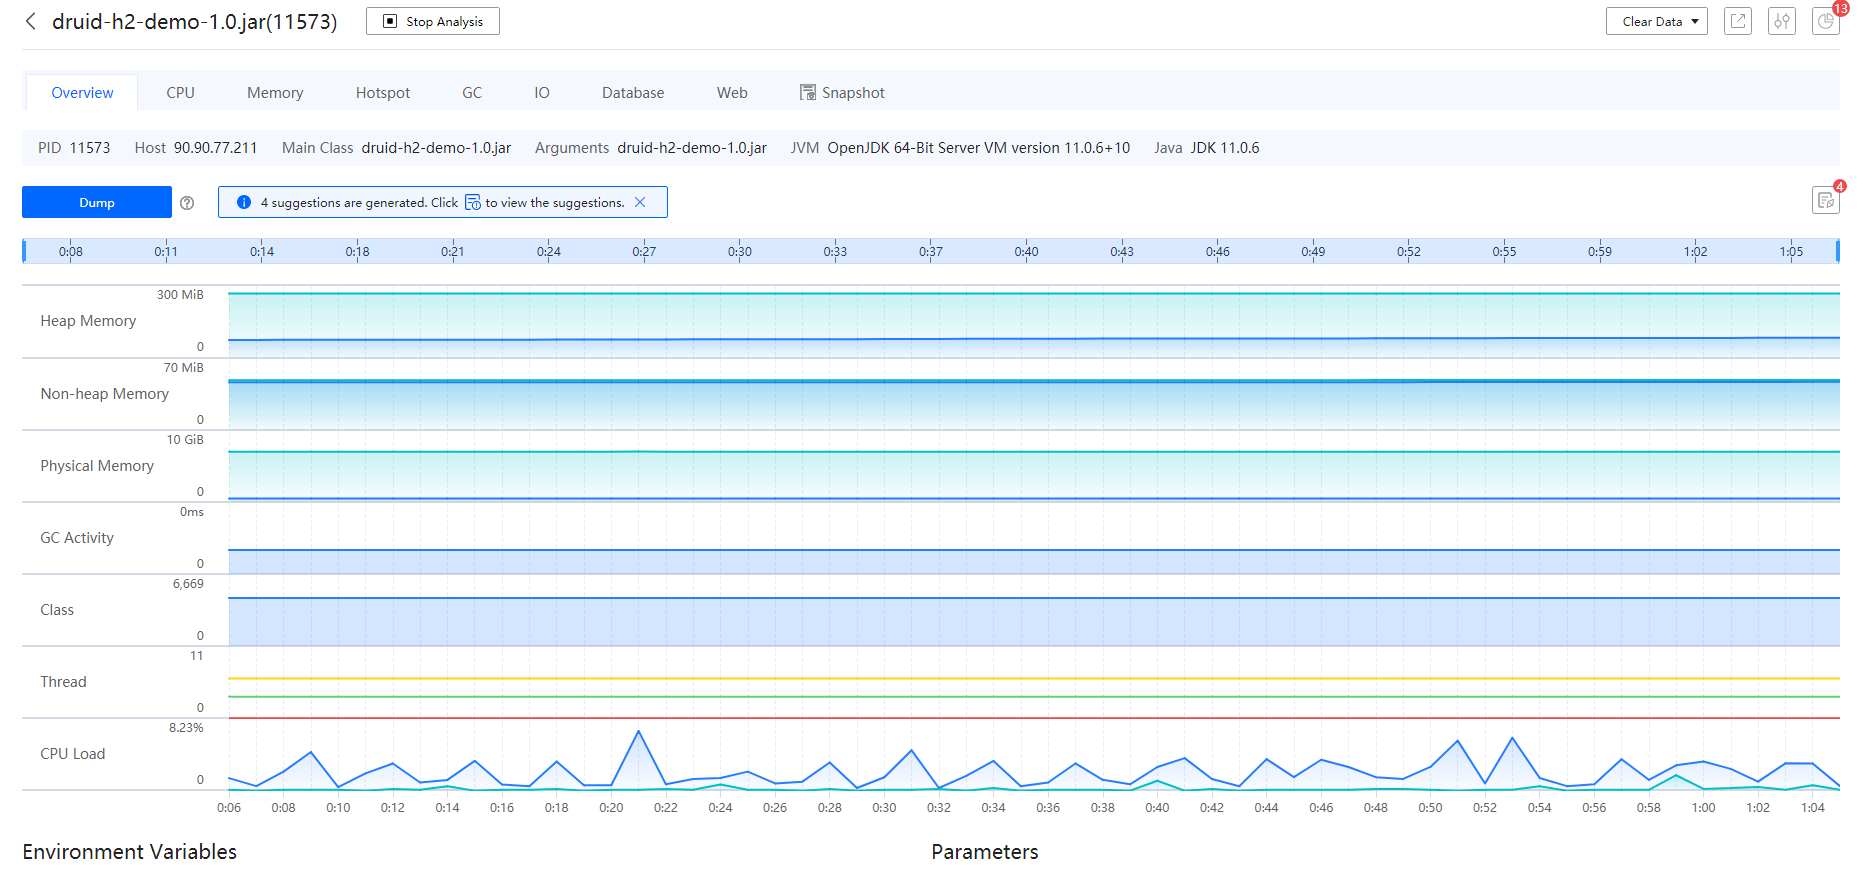 druid-h2-demo-1.0.jar(11573) Stop Analysis Clear Data 13
Overview CPU Memory Hotspot GC IO Database Web Snapshot
PID 11573 Host 90.90.77.211 Main Class druid-h2-demo-1.0.jar Arguments druid-h2-demo-1.0.jar JVM OpenJDK 64-Bit Server VM version 11.0.6+10 Java JDK 11.0.6
Dump ? 4 suggestions are generated. Click to view the suggestions. 4
0:08 0:11 0:14 0:18 0:21 0:24 0:27 0:30 0:33 0:37 0:40 0:43 0:46 0:49 0:52 0:55 0:59 1:02 1:05
300 MiB
Heap Memory
0
70 MiB
Non-heap Memory
0
10 GiB
Physical Memory
0
0ms
GC Activity
0
6,669
Class
0
11
Thread
0
8.23%
CPU Load
0
0:06 0:08 0:10 0:12 0:14 0:16 0:18 0:20 0:22 0:24 0:26 0:28 0:30 0:32 0:34 0:36 0:38 0:40 0:42 0:44 0:46 0:48 0:50 0:52 0:54 0:56 0:58 1:00 1:02 1:04
Environment Variables Parameters